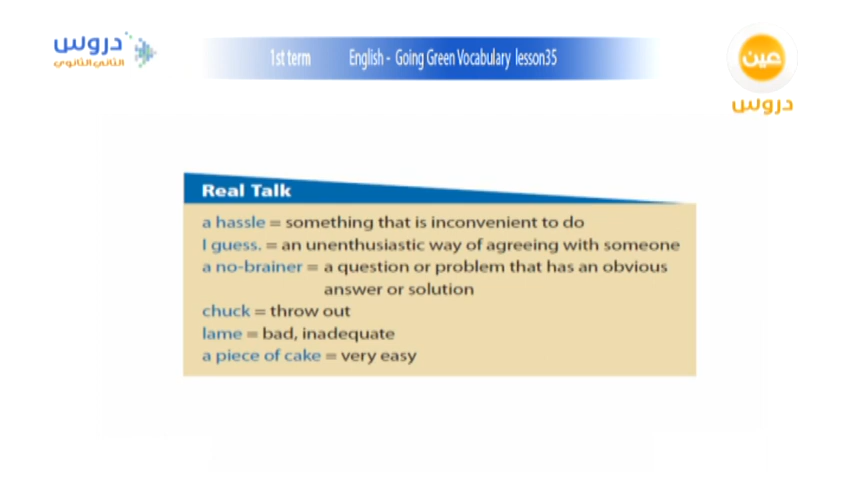 دروس
الثاني الثانوي
1st term English - Going Green Vocabulary lesson35
عين
دروس
Real Talk
a hassle = something that is inconvenient to do
I guess. = an unenthusiastic way of agreeing with someone
a no-brainer = a question or problem that has an obvious
answer or solution
chuck = throw out
lame = bad, inadequate
a piece of cake = very easy